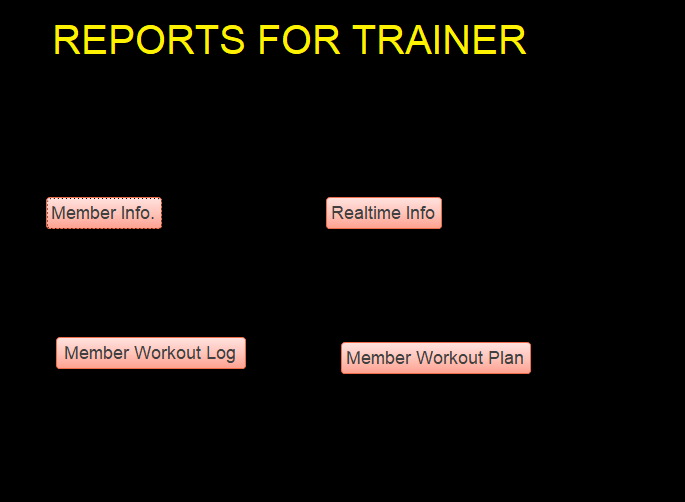 REPORTS FOR TRAINER
Member Info.
Realtime Info
Member Workout Log
Member Workout Plan